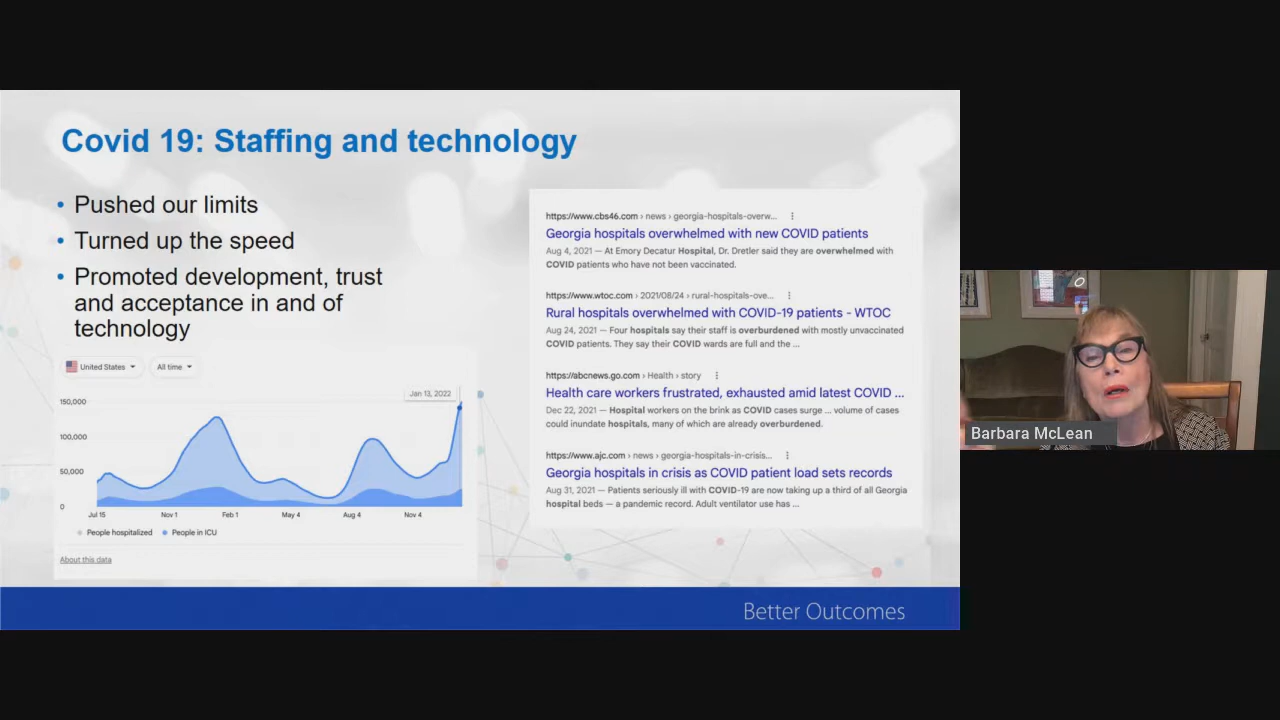 Covid 19: Staffing and technology
• Pushed our limits
• Turned up the speed
• Promoted development, trust
and acceptance in and of
technology
United States
All time
Jan 13, 2022
150,000
100,000
50,000
0
Jul 15
Nov 1
Feb 1
May 4
Aug 4
Nov 4
People hospitalized
People in ICU
About this data
https://www.cbs46.com › news › georgia-hospitals-overw...
Georgia hospitals overwhelmed with new COVID patients
Aug 4, 2021 — At Emory Decatur Hospital, Dr. Dretler said they are overwhelmed with
COVID patients who have not been vaccinated.
https://www.wtoc.com › 2021/08/24 › rural-hospitals-ove...
Rural hospitals overwhelmed with COVID-19 patients - WTOC
Aug 24, 2021 — Four hospitals say their staff is overburdened with mostly unvaccinated
COVID patients. They say their COVID wards are full and the ...
https://abcnews.go.com › Health › story
Health care workers frustrated, exhausted amid latest COVID ...
Dec 22, 2021 — Hospital workers on the brink as COVID cases surge ... volume of cases
could inundate hospitals, many of which are already overburdened.
https://www.ajc.com › news › georgia-hospitals-in-crisis...
Georgia hospitals in crisis as COVID patient load sets records
Aug 31, 2021 — Patients seriously ill with COVID-19 are now taking up a third of all Georgia
hospital beds — a pandemic record. Adult ventilator use has ...
Better Outcomes
Barbara McLean